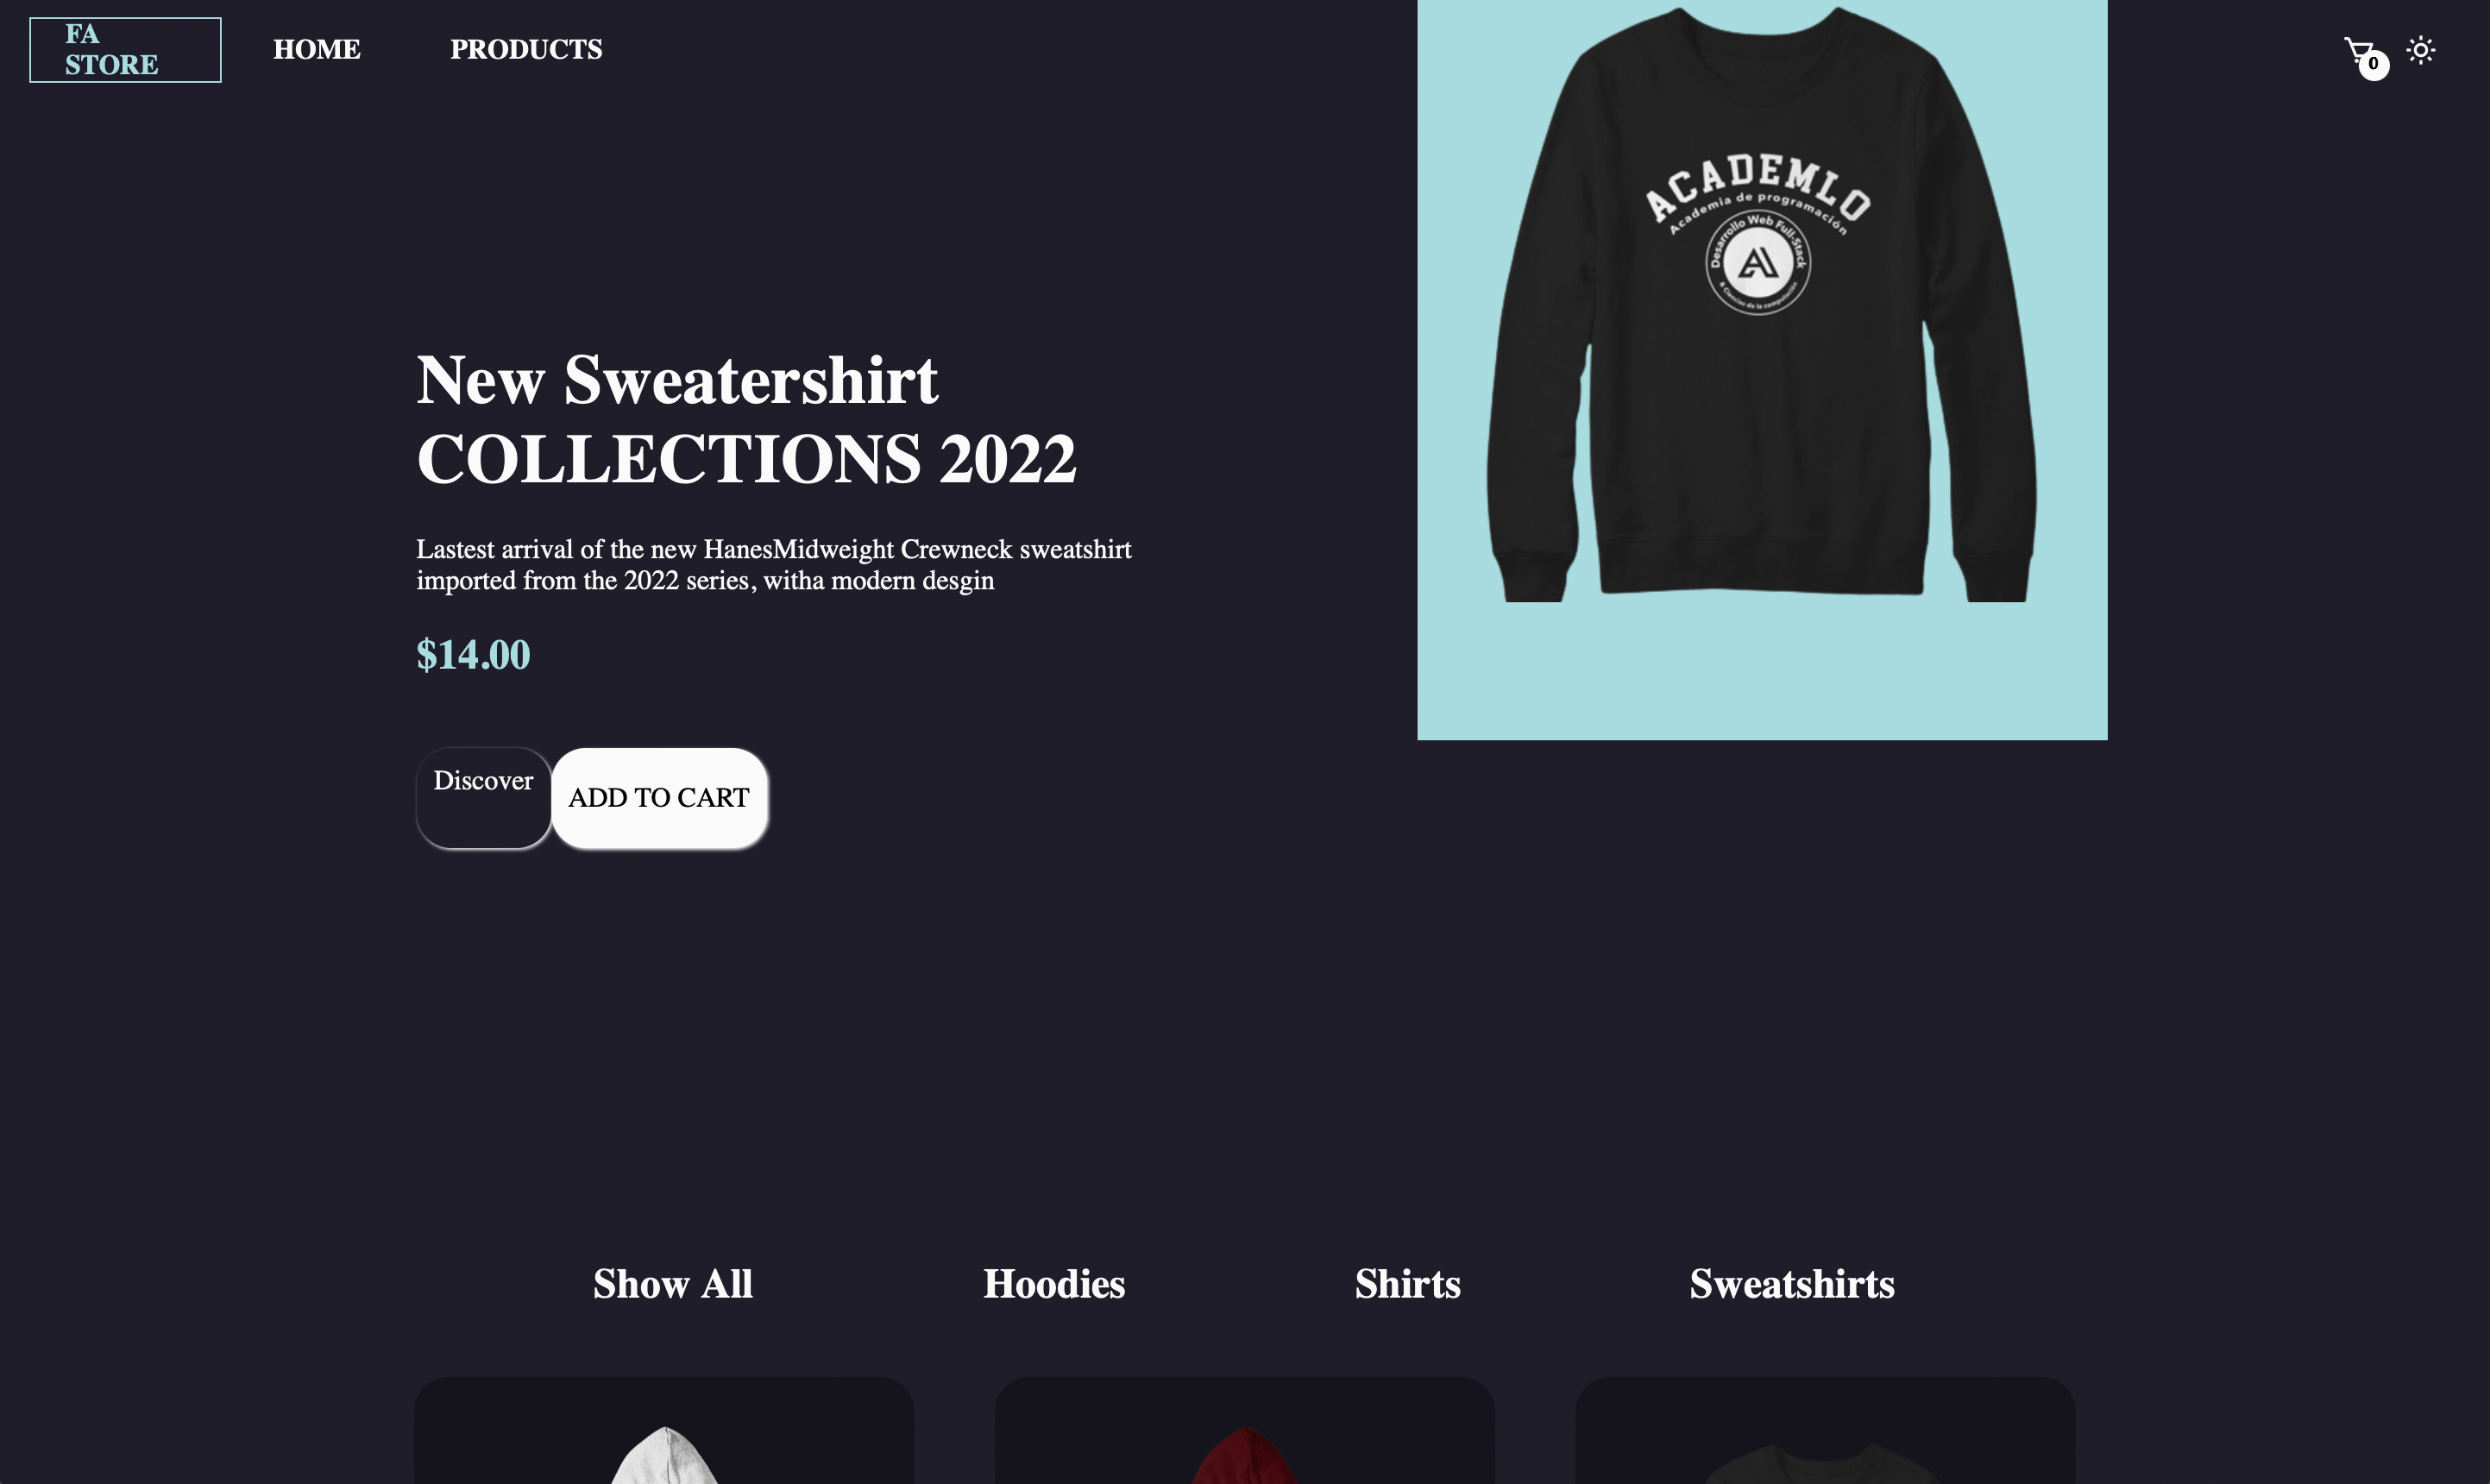 FA
STORE
HOME
PRODUCTS
0
ACADEMLO
Academia de programación
Desarrollo Web Full-Stack
& Ciencias de la computación
New Sweatershirt
COLLECTIONS 2022
Lastest arrival of the new HanesMidweight Crewneck sweatshirt
imported from the 2022 series, witha modern desgin
$14.00
Discover
ADD TO CART
Show All
Hoodies
Shirts
Sweatshirts